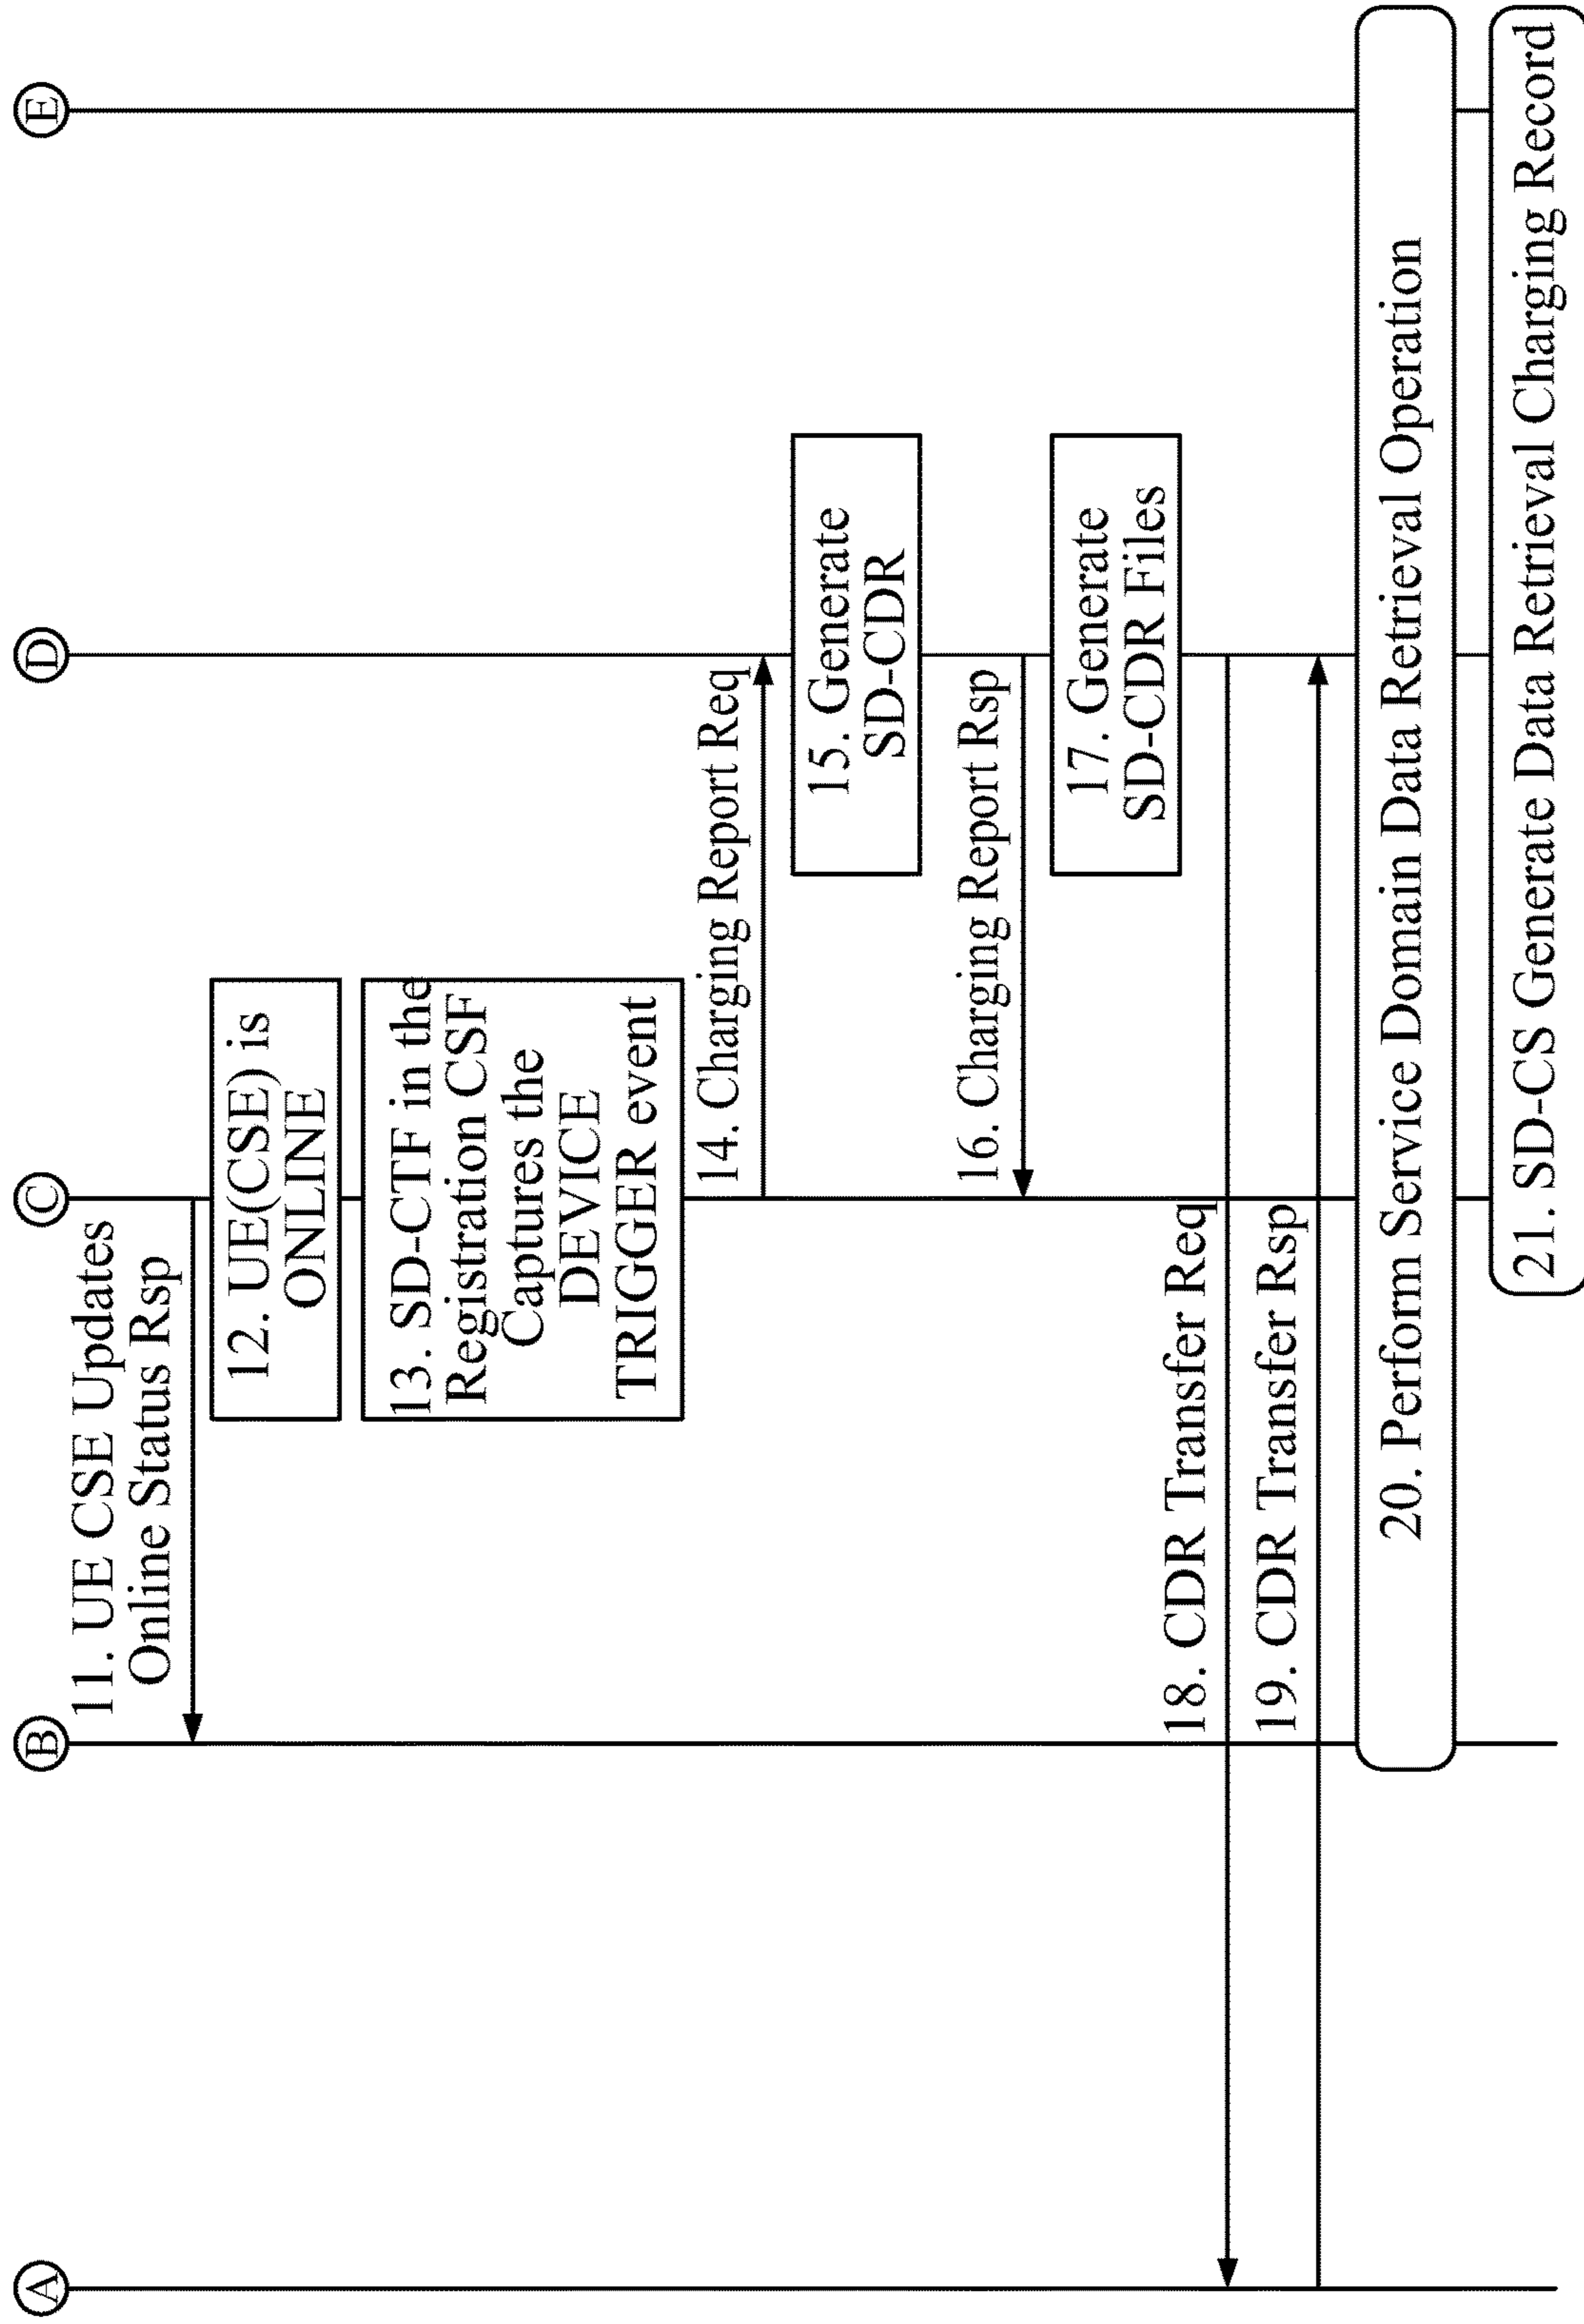 A
B
C
D
E
11. UE CSE Updates
Online Status Rsp
12. UE(CSE) is
ONLINE
13. SD-CTF in the
Registration CSF
Captures the
DEVICE
TRIGGER event
14. Charging Report Req
15. Generate
SD-CDR
16. Charging Report Rsp
17. Generate
SD-CDR Files
18. CDR Transfer Req
19. CDR Transfer Rsp
20. Perform Service Domain Data Retrieval Operation
21. SD-CS Generate Data Retrieval Charging Record